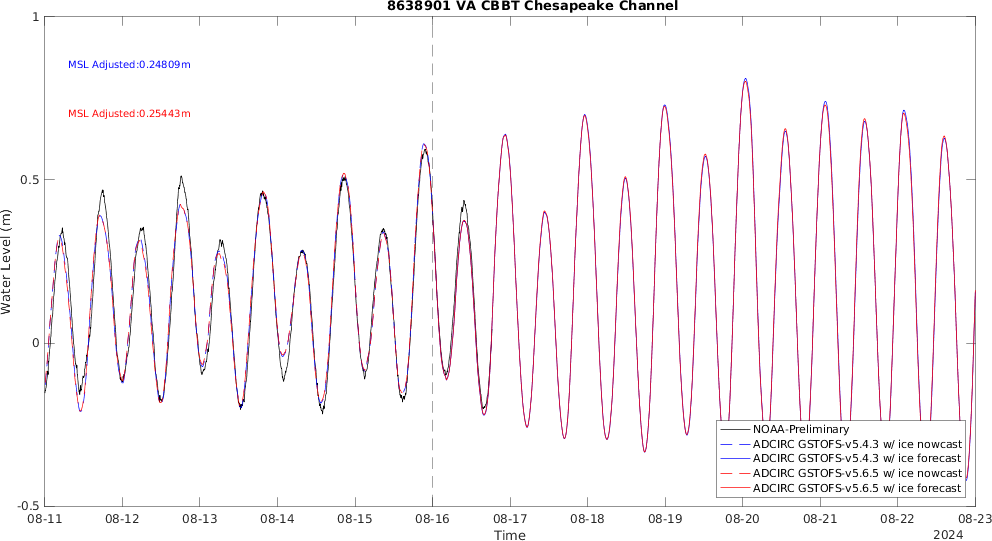 8638901 VA CBBT Chesapeake Channel
MSL Adjusted:0.24809m
MSL Adjusted:0.25443m
Water Level (m)
1
0.5
0
-0.5
NOAA-Preliminary
ADCIRC GSTOFS-v5.4.3 w/ ice nowcast
ADCIRC GSTOFS-v5.4.3 w/ ice forecast
ADCIRC GSTOFS-v5.6.5 w/ ice nowcast
ADCIRC GSTOFS-v5.6.5 w/ ice forecast
08-11 08-12 08-13 08-14 08-15 08-16 08-17 08-18 08-19 08-20 08-21 08-22 08-23
Time
2024